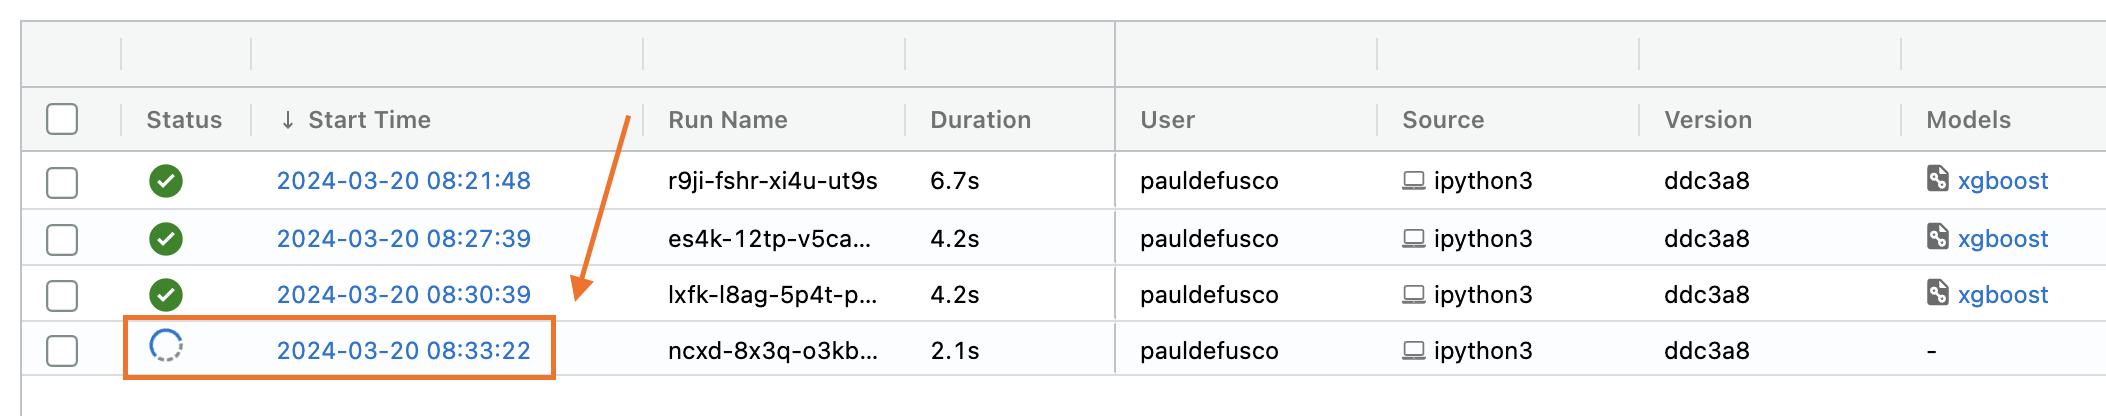 Status ↓ Start Time Run Name Duration User Source Version Models
2024-03-20 08:21:48 r9ji-fshr-xi4u-ut9s 6.7s pauldefusco ipython3 ddc3a8 xgboost
2024-03-20 08:27:39 es4k-12tp-v5ca... 4.2s pauldefusco ipython3 ddc3a8 xgboost
2024-03-20 08:30:39 lxfk-l8ag-5p4t-p... 4.2s pauldefusco ipython3 ddc3a8 xgboost
2024-03-20 08:33:22 ncxd-8x3q-o3kb... 2.1s pauldefusco ipython3 ddc3a8 -